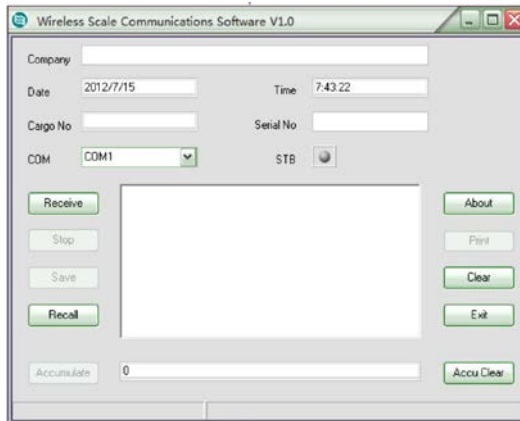 Wireless Scale Communications Software V1.0
Company
Date 2012/7/15 Time 7:43:22
Cargo No Serial No
COM COM1 STB
Receive About
Stop Print
Save Clear
Recall Exit
Accumulate 0 Accu Clear